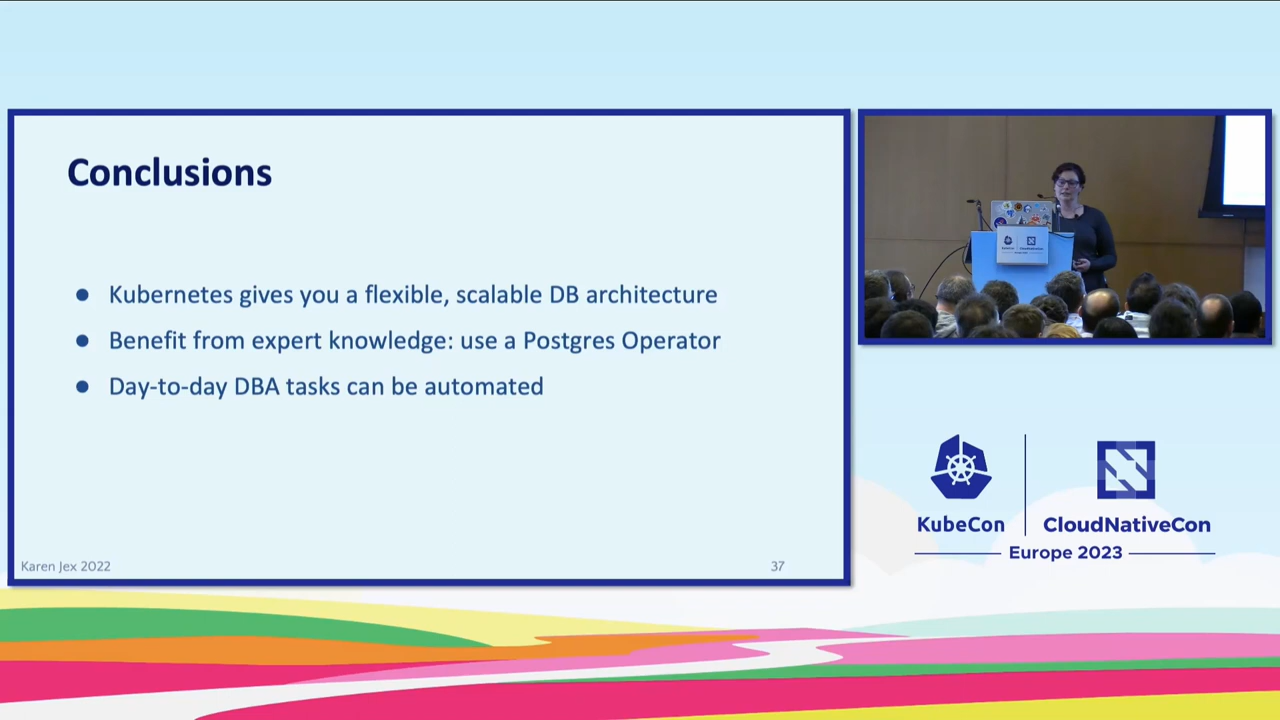 Conclusions
● Kubernetes gives you a flexible, scalable DB architecture
● Benefit from expert knowledge: use a Postgres Operator
● Day-to-day DBA tasks can be automated
Karen Jex 2022
37
KubeCon
CloudNativeCon
Europe 2023